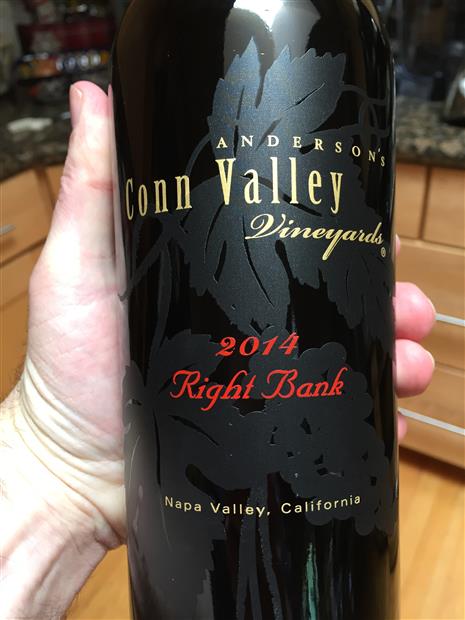 ANDERSON'S
Conn Valley
Vineyards®
2014
Right Bank
Napa Valley, California